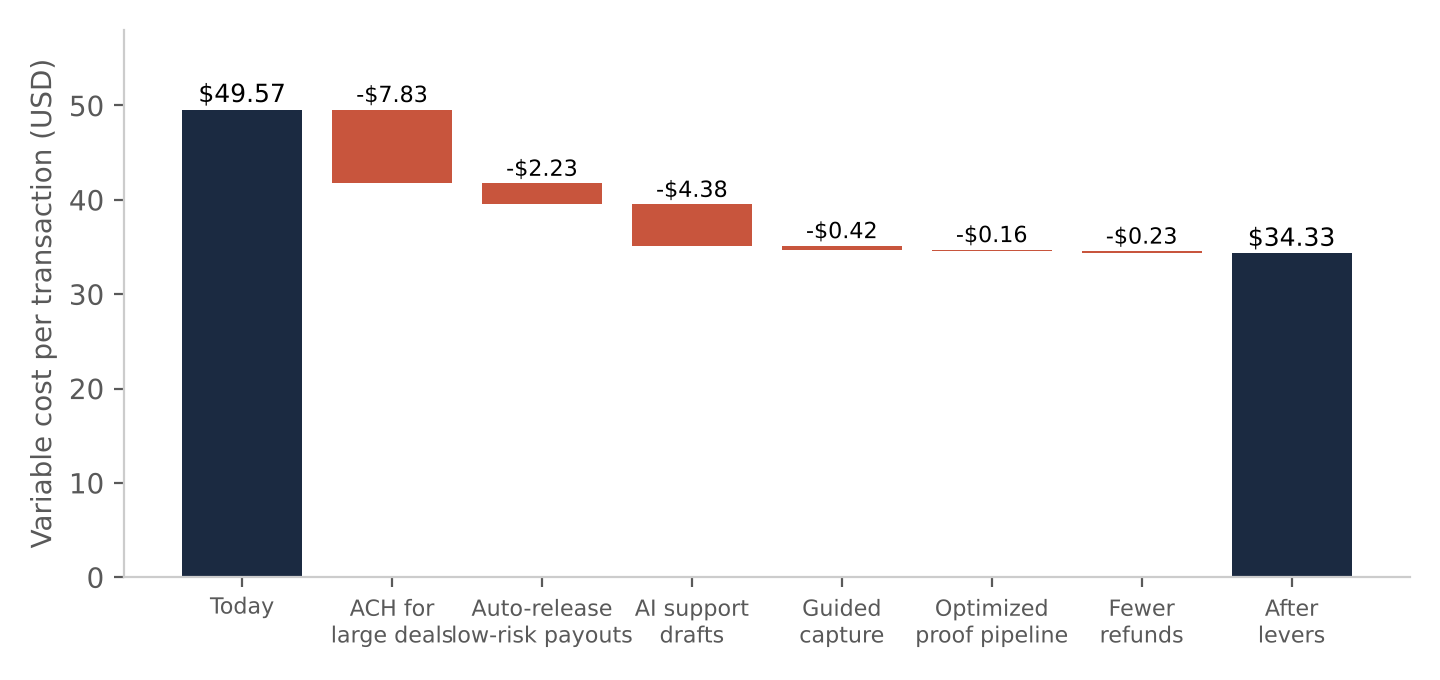 Variable cost per transaction (USD)
50
40
30
20
10
0
$49.57
-$7.83
-$2.23
-$4.38
-$0.42
-$0.16
-$0.23
$34.33
Today
ACH for
large deals
Auto-release
low-risk payouts
AI support
drafts
Guided
capture
Optimized
proof pipeline
Fewer
refunds
After
levers